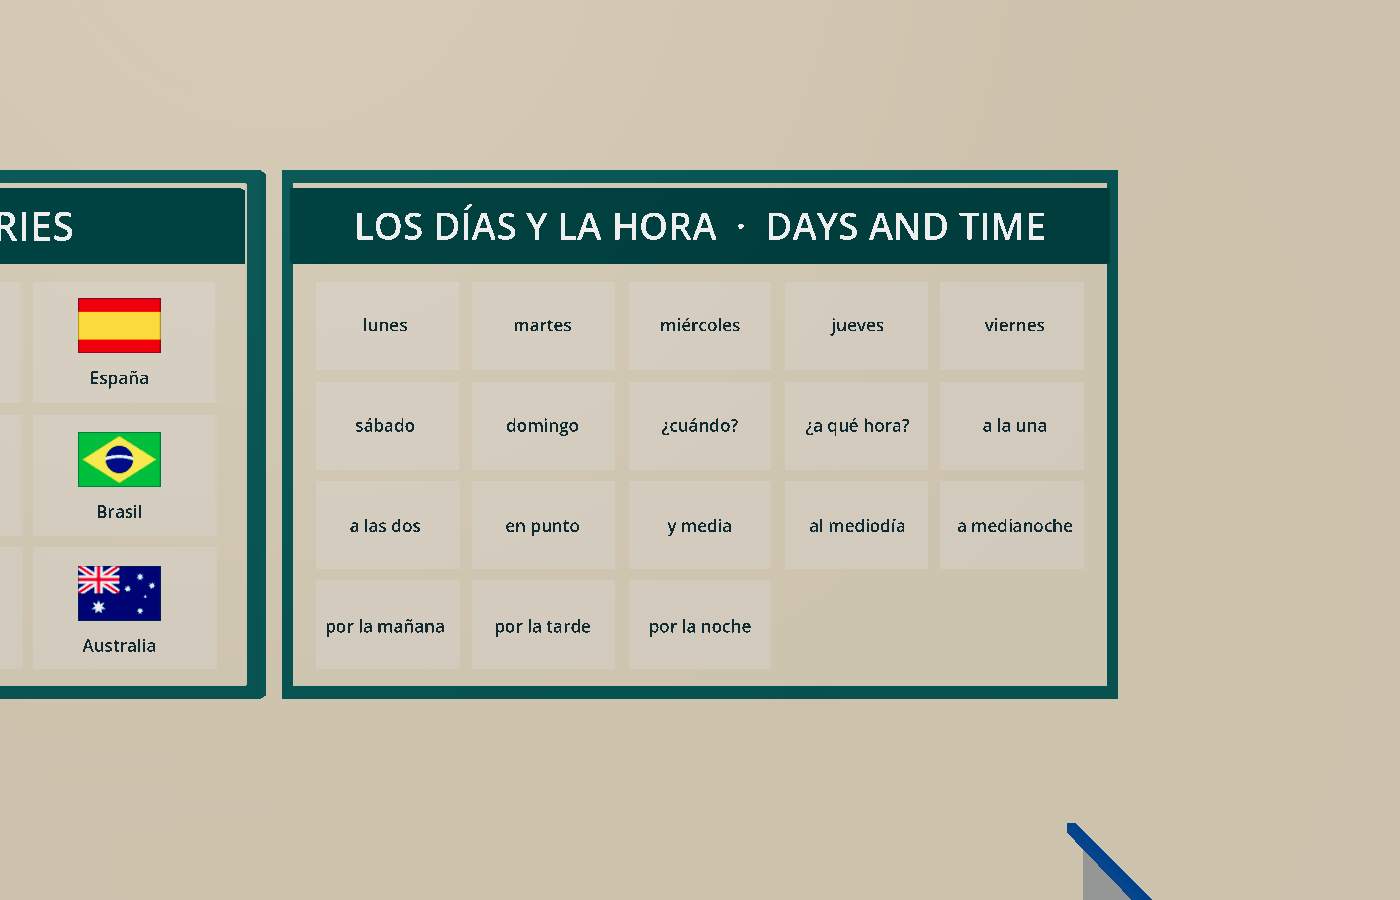 RIES
España
Brasil
Australia
LOS DÍAS Y LA HORA · DAYS AND TIME
lunes martes miércoles jueves viernes
sábado domingo ¿cuándo? ¿a qué hora? a la una
a las dos en punto y media al mediodía a medianoche
por la mañana por la tarde por la noche